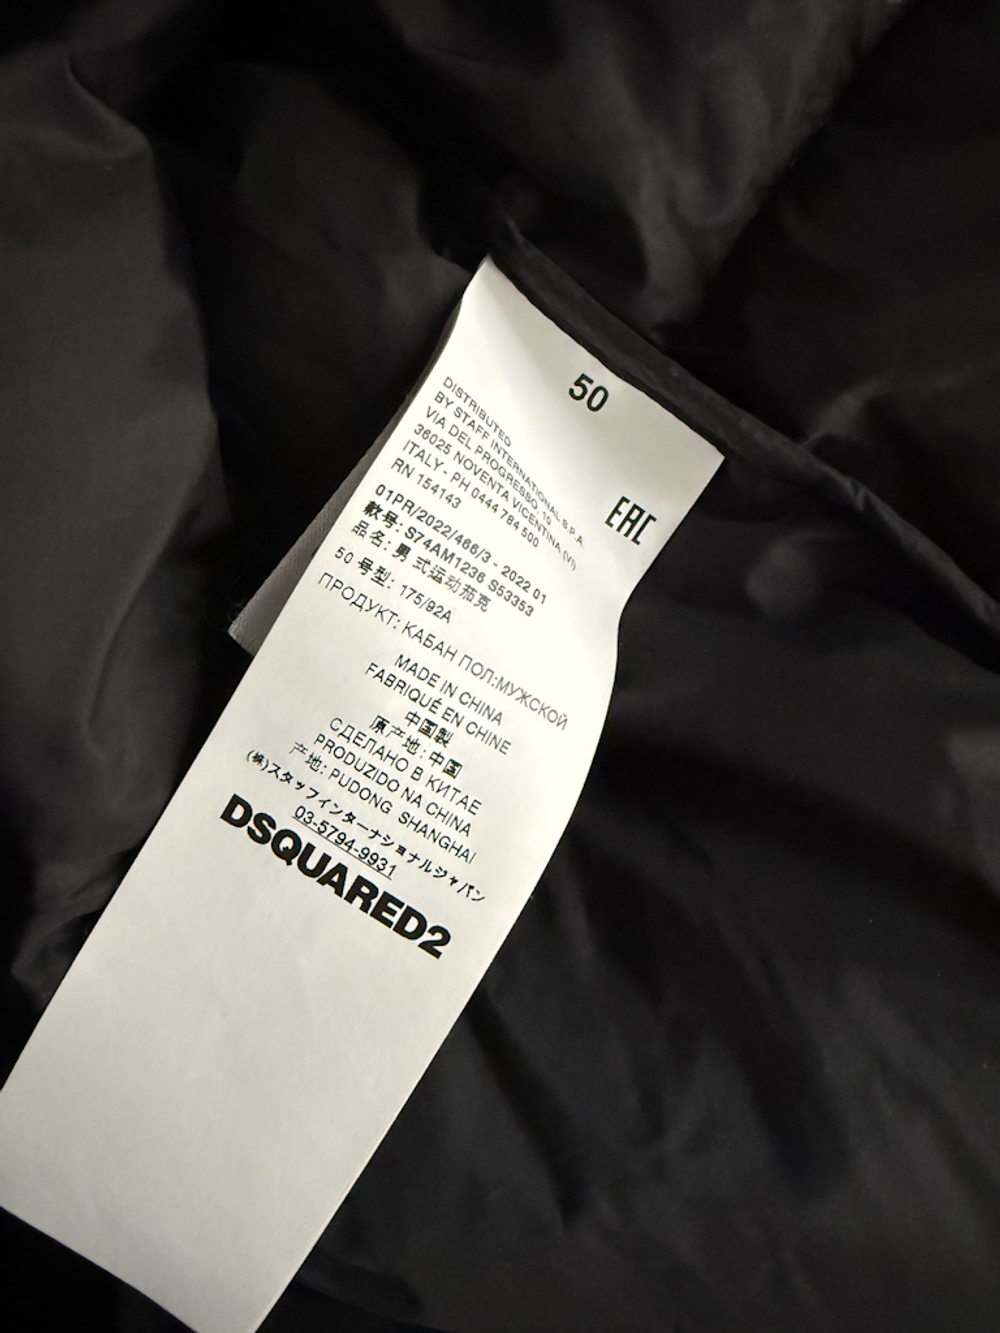 50
DISTRIBUTED
BY STAFF INTERNATIONAL S.P.A.
VIA DEL PROGRESSO, 10
36025 NOVENTA VICENTINA (VI)
ITALY - PH 0444 784 500
RN 154143
EAC
01PR/2022/466/3 - 2022 01
款号: S74AM1236 S53353
品名: 男式运动茄克
50 号型: 175/92A
ПРОДУКТ: КАБАН ПОЛ:МУЖСКОЙ
MADE IN CHINA
FABRIQUÉ EN CHINE
中国製
原产地: 中国
СДЕЛАНО В КИТАЕ
PRODUZIDO NA CHINA
产地: PUDONG SHANGHAI
(株)スタッフインターナショナルジャパン
03-5794-9931
DSQUARED2